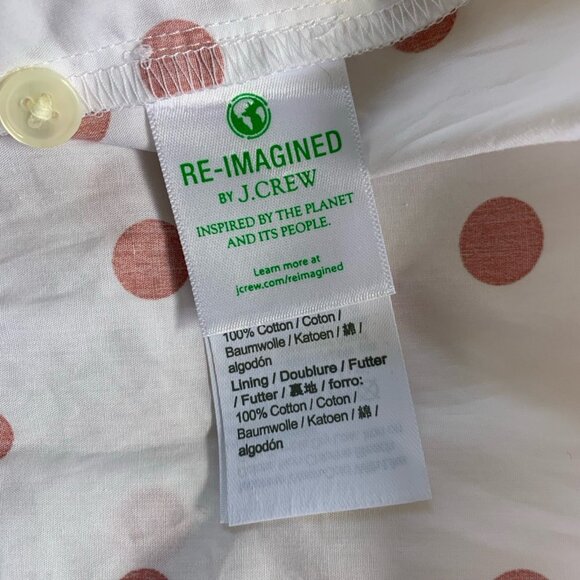 RE-IMAGINED
BY J.CREW
INSPIRED BY THE PLANET
AND ITS PEOPLE.
Learn more at
jcrew.com/reimagined
100% Cotton / Coton /
Baumwolle / Katoen / 綿 /
algodón
Lining / Doublure / Futter
/ Futter / 裏地 / forro:
100% Cotton / Coton /
Baumwolle / Katoen / 綿 /
algodón